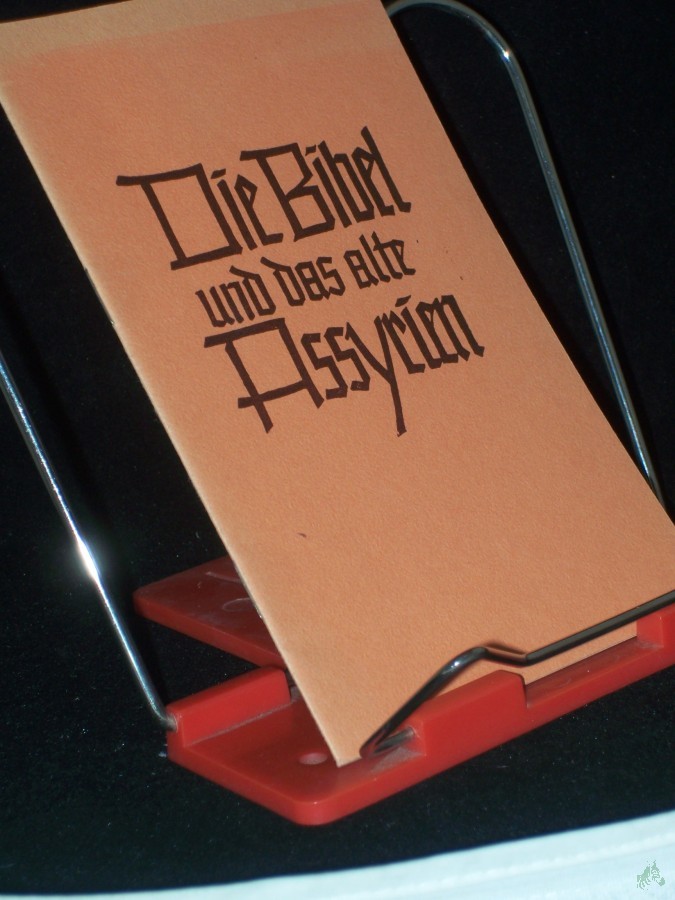 Die Bibel
und das alte
Assyrien